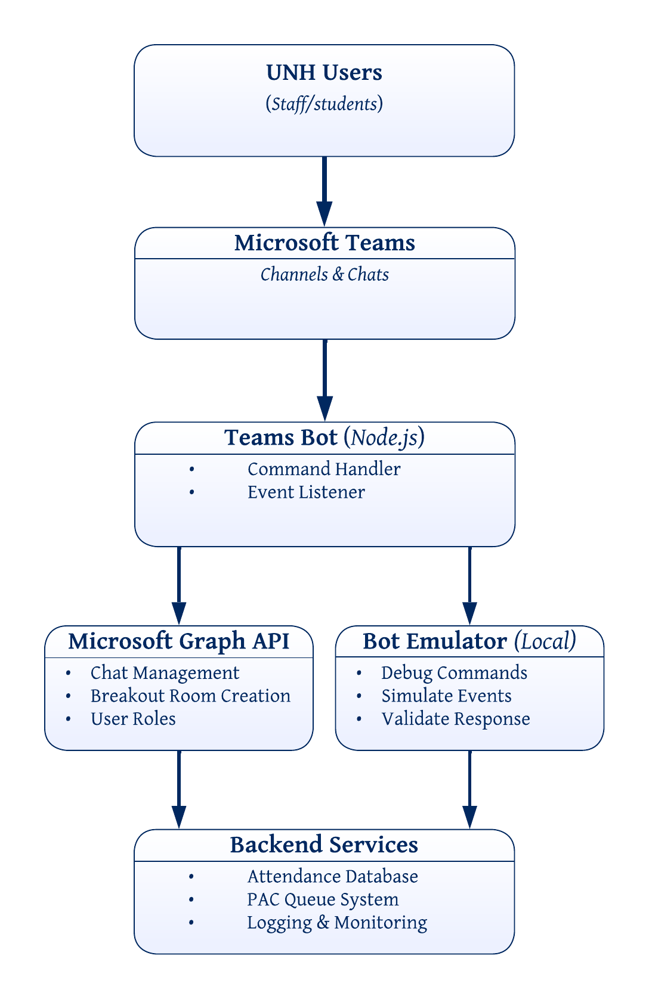 UNH Users
(Staff/students)
Microsoft Teams
Channels & Chats
Teams Bot (Node.js)
• Command Handler
• Event Listener
Microsoft Graph API
• Chat Management
• Breakout Room Creation
• User Roles
Bot Emulator (Local)
• Debug Commands
• Simulate Events
• Validate Response
Backend Services
• Attendance Database
• PAC Queue System
• Logging & Monitoring